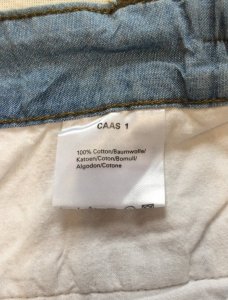 CAAS 1
100% Cotton/Baumwolle/
Katoen/Coton/Bomull/
Algodon/Cotone